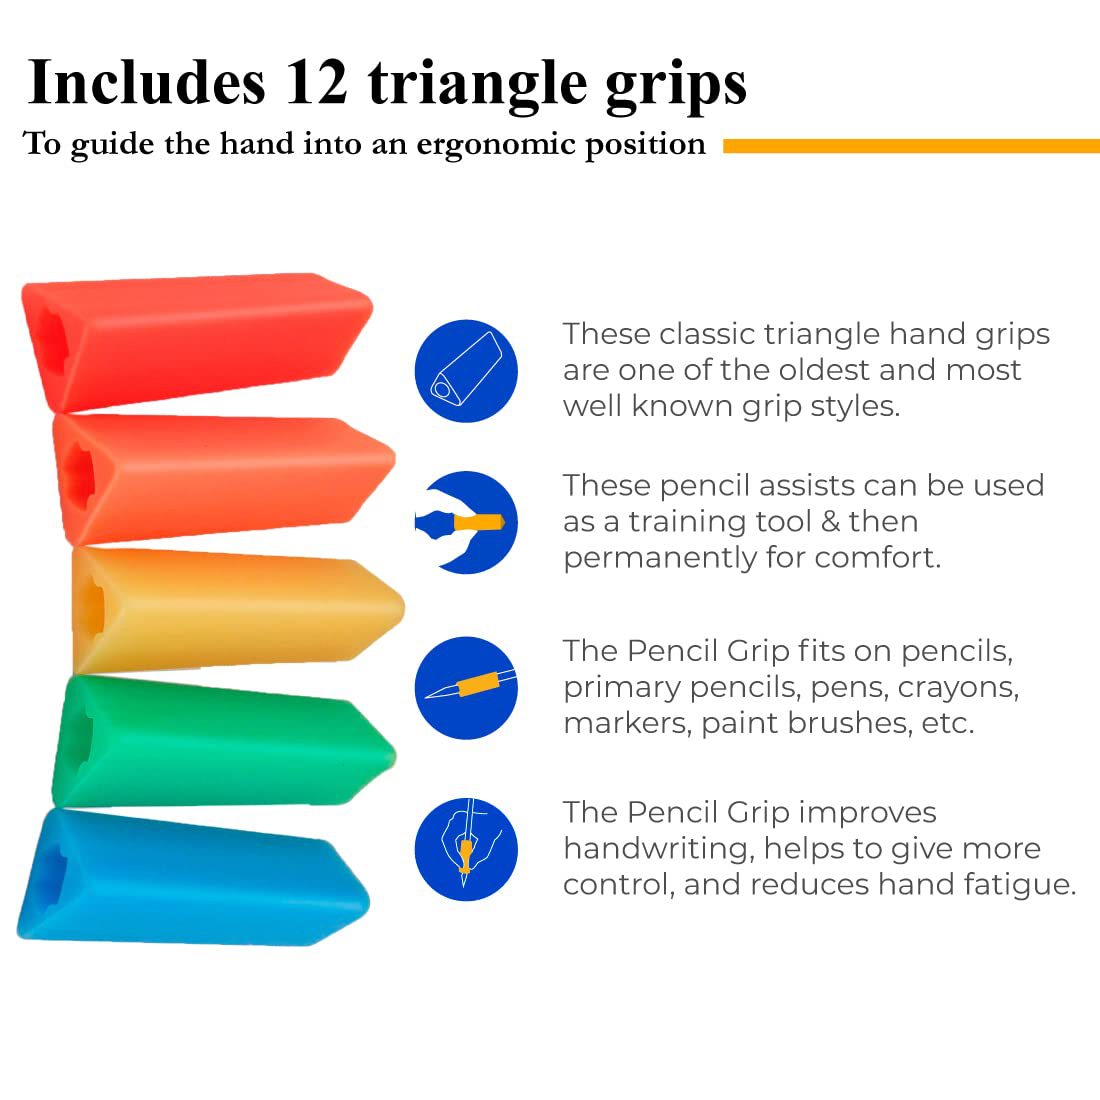 Includes 12 triangle grips
To guide the hand into an ergonomic position
These classic triangle hand grips
are one of the oldest and most
well known grip styles.
These pencil assists can be used
as a training tool & then
permanently for comfort.
The Pencil Grip fits on pencils,
primary pencils, pens, crayons,
markers, paint brushes, etc.
The Pencil Grip improves
handwriting, helps to give more
control, and reduces hand fatigue.